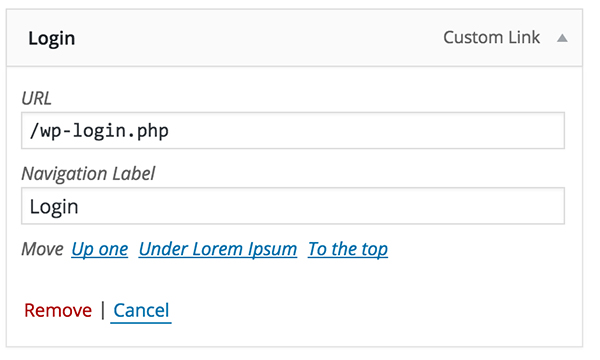 Login Custom Link
URL
/wp-login.php
Navigation Label
Login
Move Up one Under Lorem Ipsum To the top
Remove | Cancel